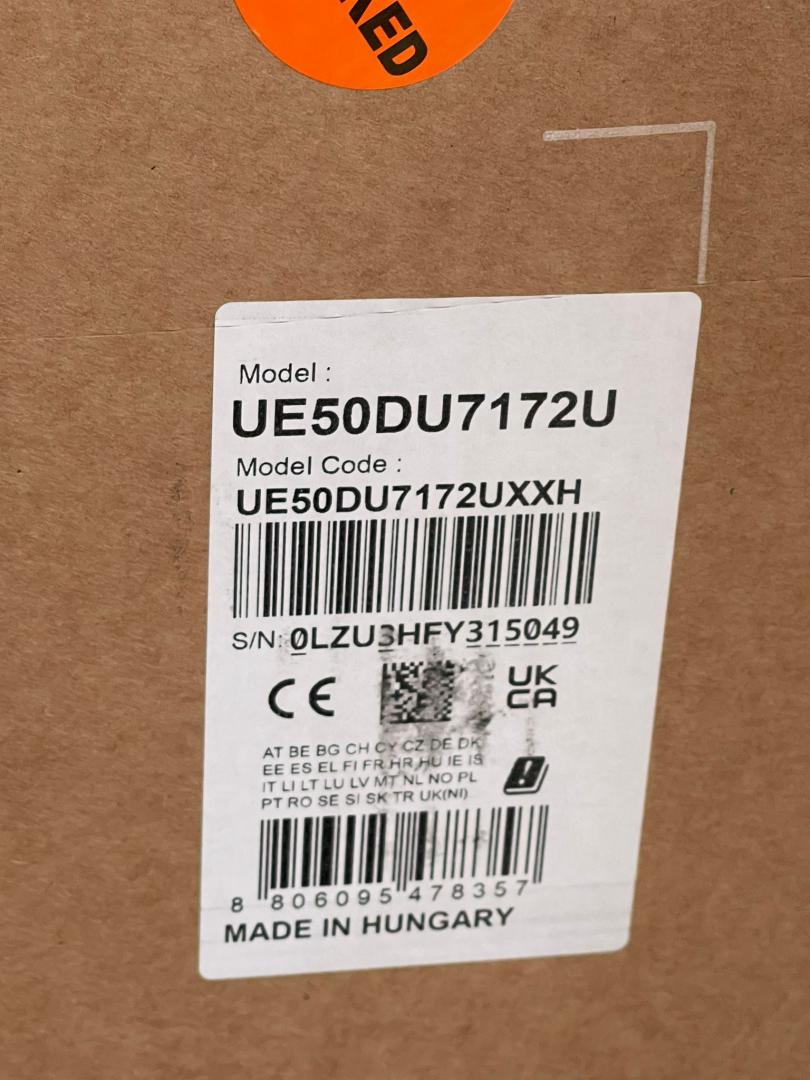 Model :
UE50DU7172U
Model Code :
UE50DU7172UXXH
S/N: 0LZU3HFY315049
CE
UK
CA
AT BE BG CH CY CZ DE DK
EE ES EL FI FR HR HU IE IS
IT LI LT LU LV MT NL NO PL
PT RO SE SI SK TR UK(NI)
8 806095 478357
MADE IN HUNGARY